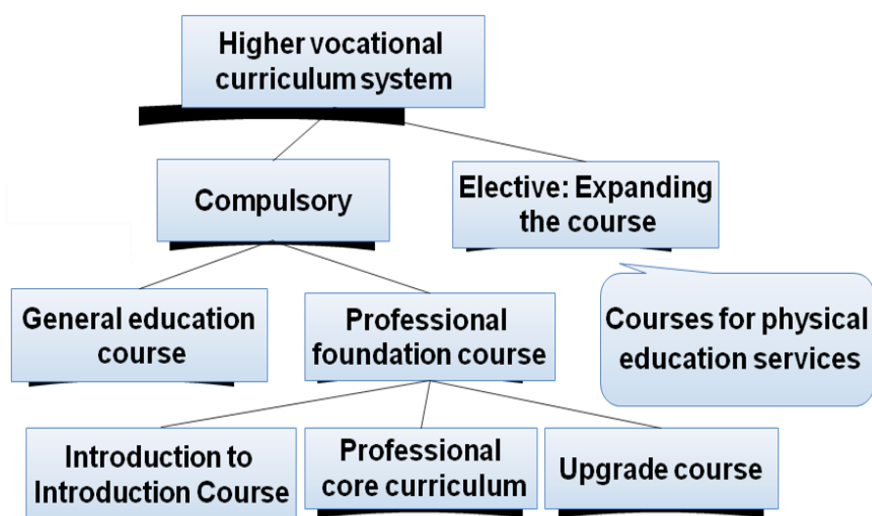 Higher vocational
curriculum system
Compulsory
Elective: Expanding
the course
General education
course
Professional
foundation course
Courses for physical
education services
Introduction to
Introduction Course
Professional
core curriculum
Upgrade course